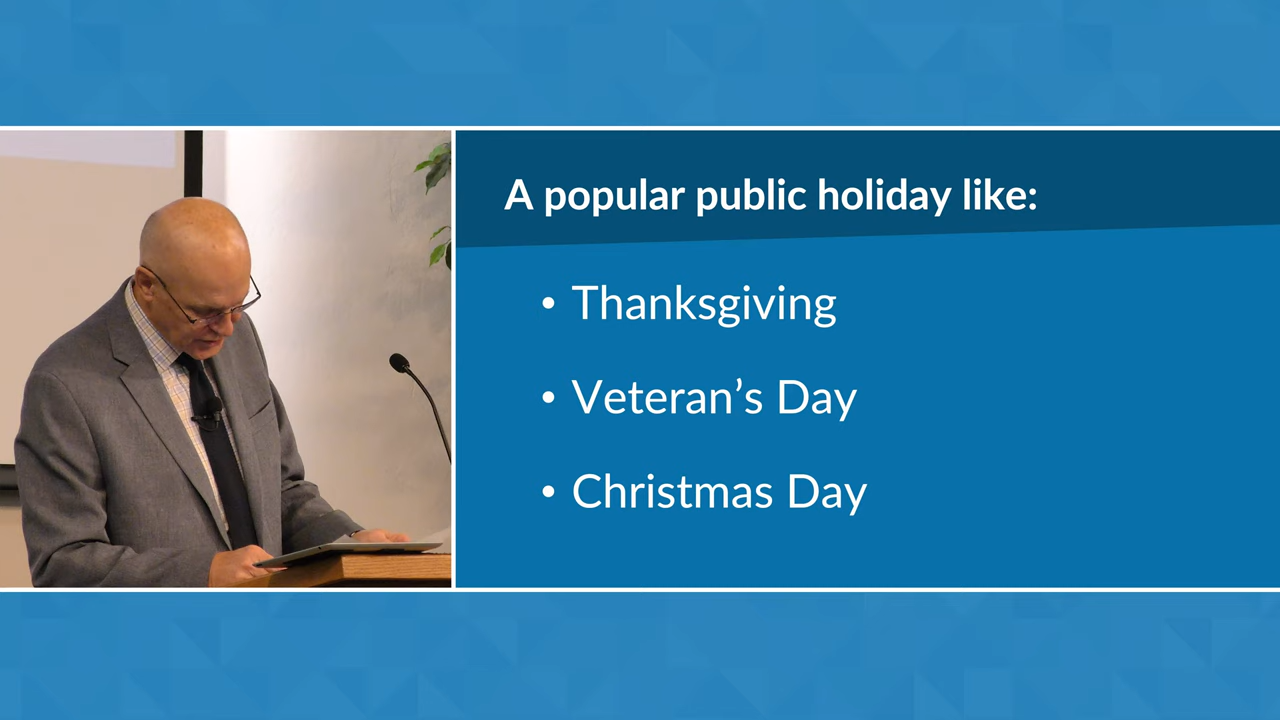 A popular public holiday like:
• Thanksgiving
• Veteran’s Day
• Christmas Day